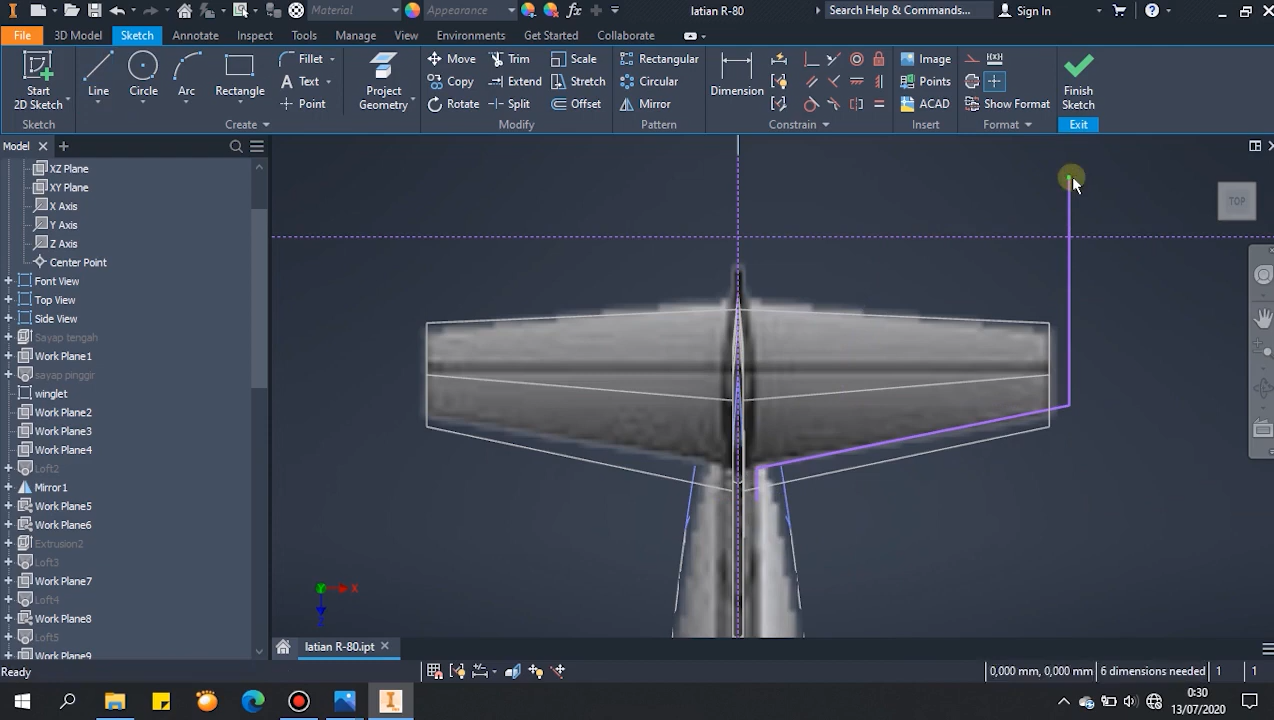 Material
Appearance
fx
latian R-80
Search Help & Commands...
Sign In
?
File
3D Model
Sketch
Annotate
Inspect
Tools
Manage
View
Environments
Get Started
Collaborate
Start
2D Sketch
Line
Circle
Arc
Rectangle
Fillet
Text
Point
Project
Geometry
Move
Copy
Rotate
Trim
Extend
Split
Scale
Stretch
Offset
Rectangular
Circular
Mirror
Dimension
Image
Points
ACAD
Show Format
Finish
Sketch
Sketch
Create
Modify
Pattern
Constrain
Insert
Format
Exit
Model
XZ Plane
XY Plane
X Axis
Y Axis
Z Axis
Center Point
Font View
Top View
Side View
Sayap tengah
Work Plane1
sayap pinggir
winglet
Work Plane2
Work Plane3
Work Plane4
Loft2
Mirror1
Work Plane5
Work Plane6
Extrusion2
Loft3
Work Plane7
Loft4
Work Plane8
Loft5
Work Plane9
TOP
Y
X
Z
latian R-80.ipt
Ready
0,000 mm, 0,000 mm
6 dimensions needed
1
1
0:30
13/07/2020